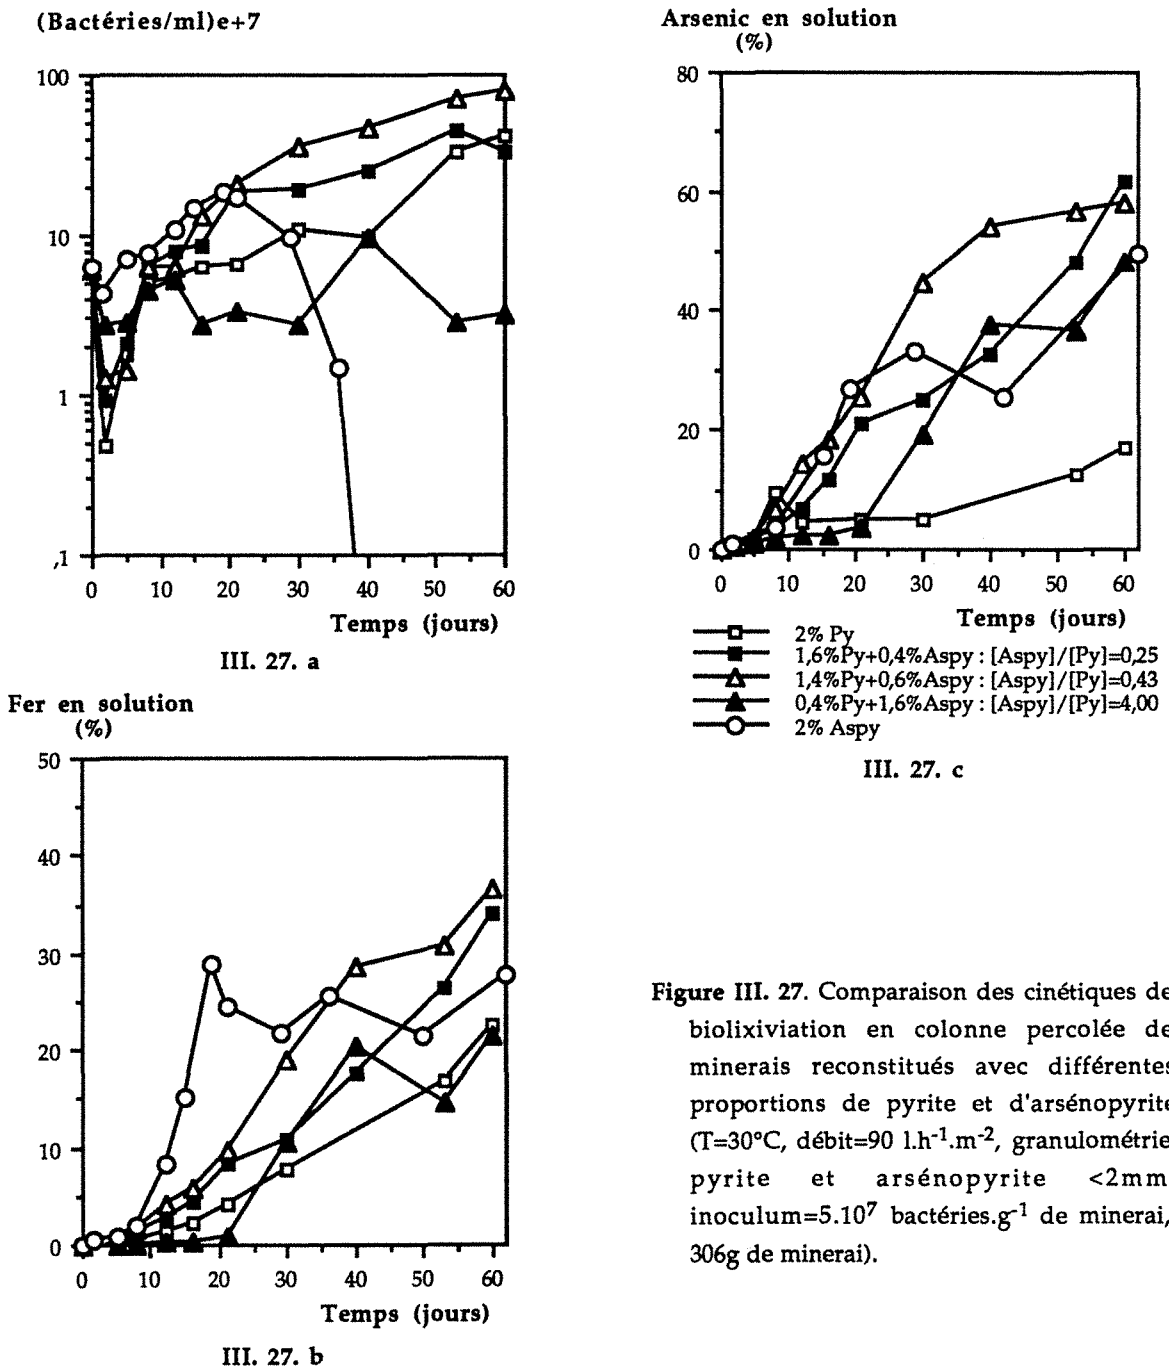 (Bactéries/ml)e+7
100
10
1
,1
0 10 20 30 40 50 60
Temps (jours)
III. 27. a
Arsenic en solution
(%)
80
60
40
20
0
0 10 20 30 40 50 60
Temps (jours)
2% Py
1,6%Py+0,4%Aspy : [Aspy]/[Py]=0,25
1,4%Py+0,6%Aspy : [Aspy]/[Py]=0,43
0,4%Py+1,6%Aspy : [Aspy]/[Py]=4,00
2% Aspy
III. 27. c
Fer en solution
(%)
50
40
30
20
10
0
0 10 20 30 40 50 60
Temps (jours)
III. 27. b
Figure III. 27. Comparaison des cinétiques de
biolixiviation en colonne percolée de
minerais reconstitués avec différentes
proportions de pyrite et d'arsénopyrite
(T=30°C, débit=90 l.h-1.m-2, granulométrie
pyrite et arsénopyrite <2mm
inoculum=5.10⁷ bactéries.g-1 de minerai,
306g de minerai).